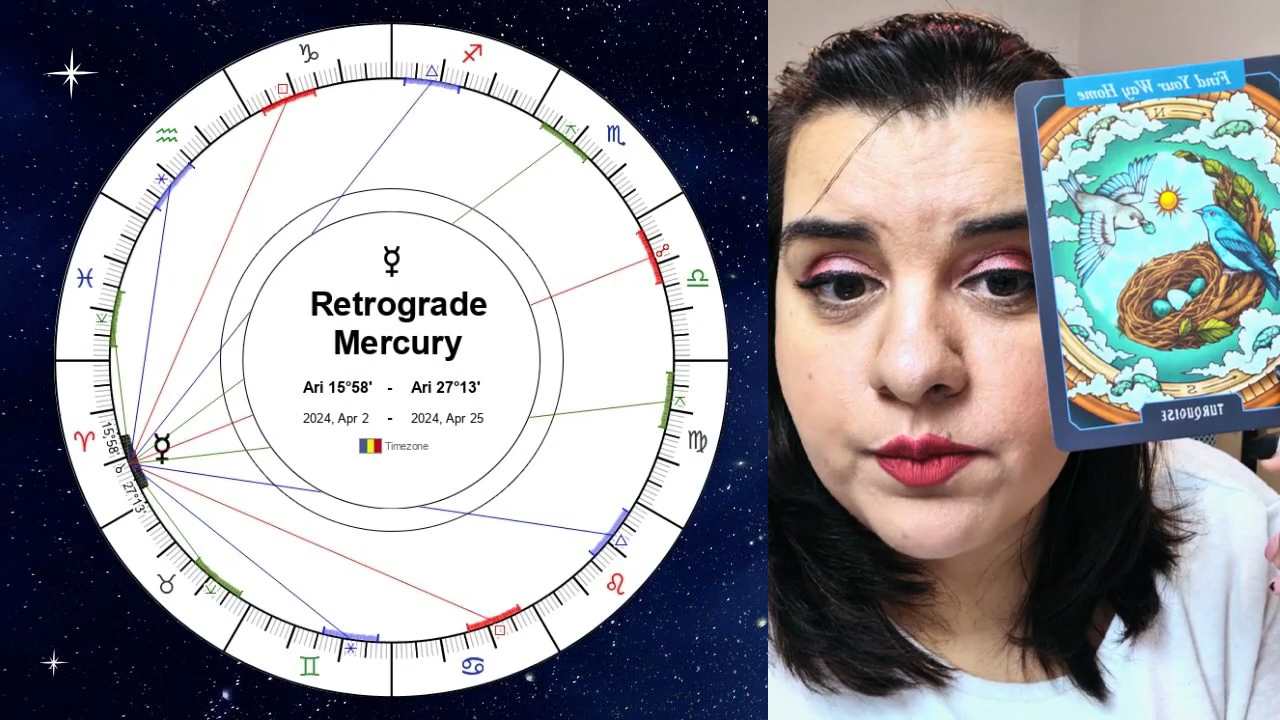 Retrograde
Mercury
Ari 15°58' - Ari 27°13'
2024, Apr 2 - 2024, Apr 25
Timezone
15°58'
27°13'
Find Your Way Home
N
S
TURQUOISE